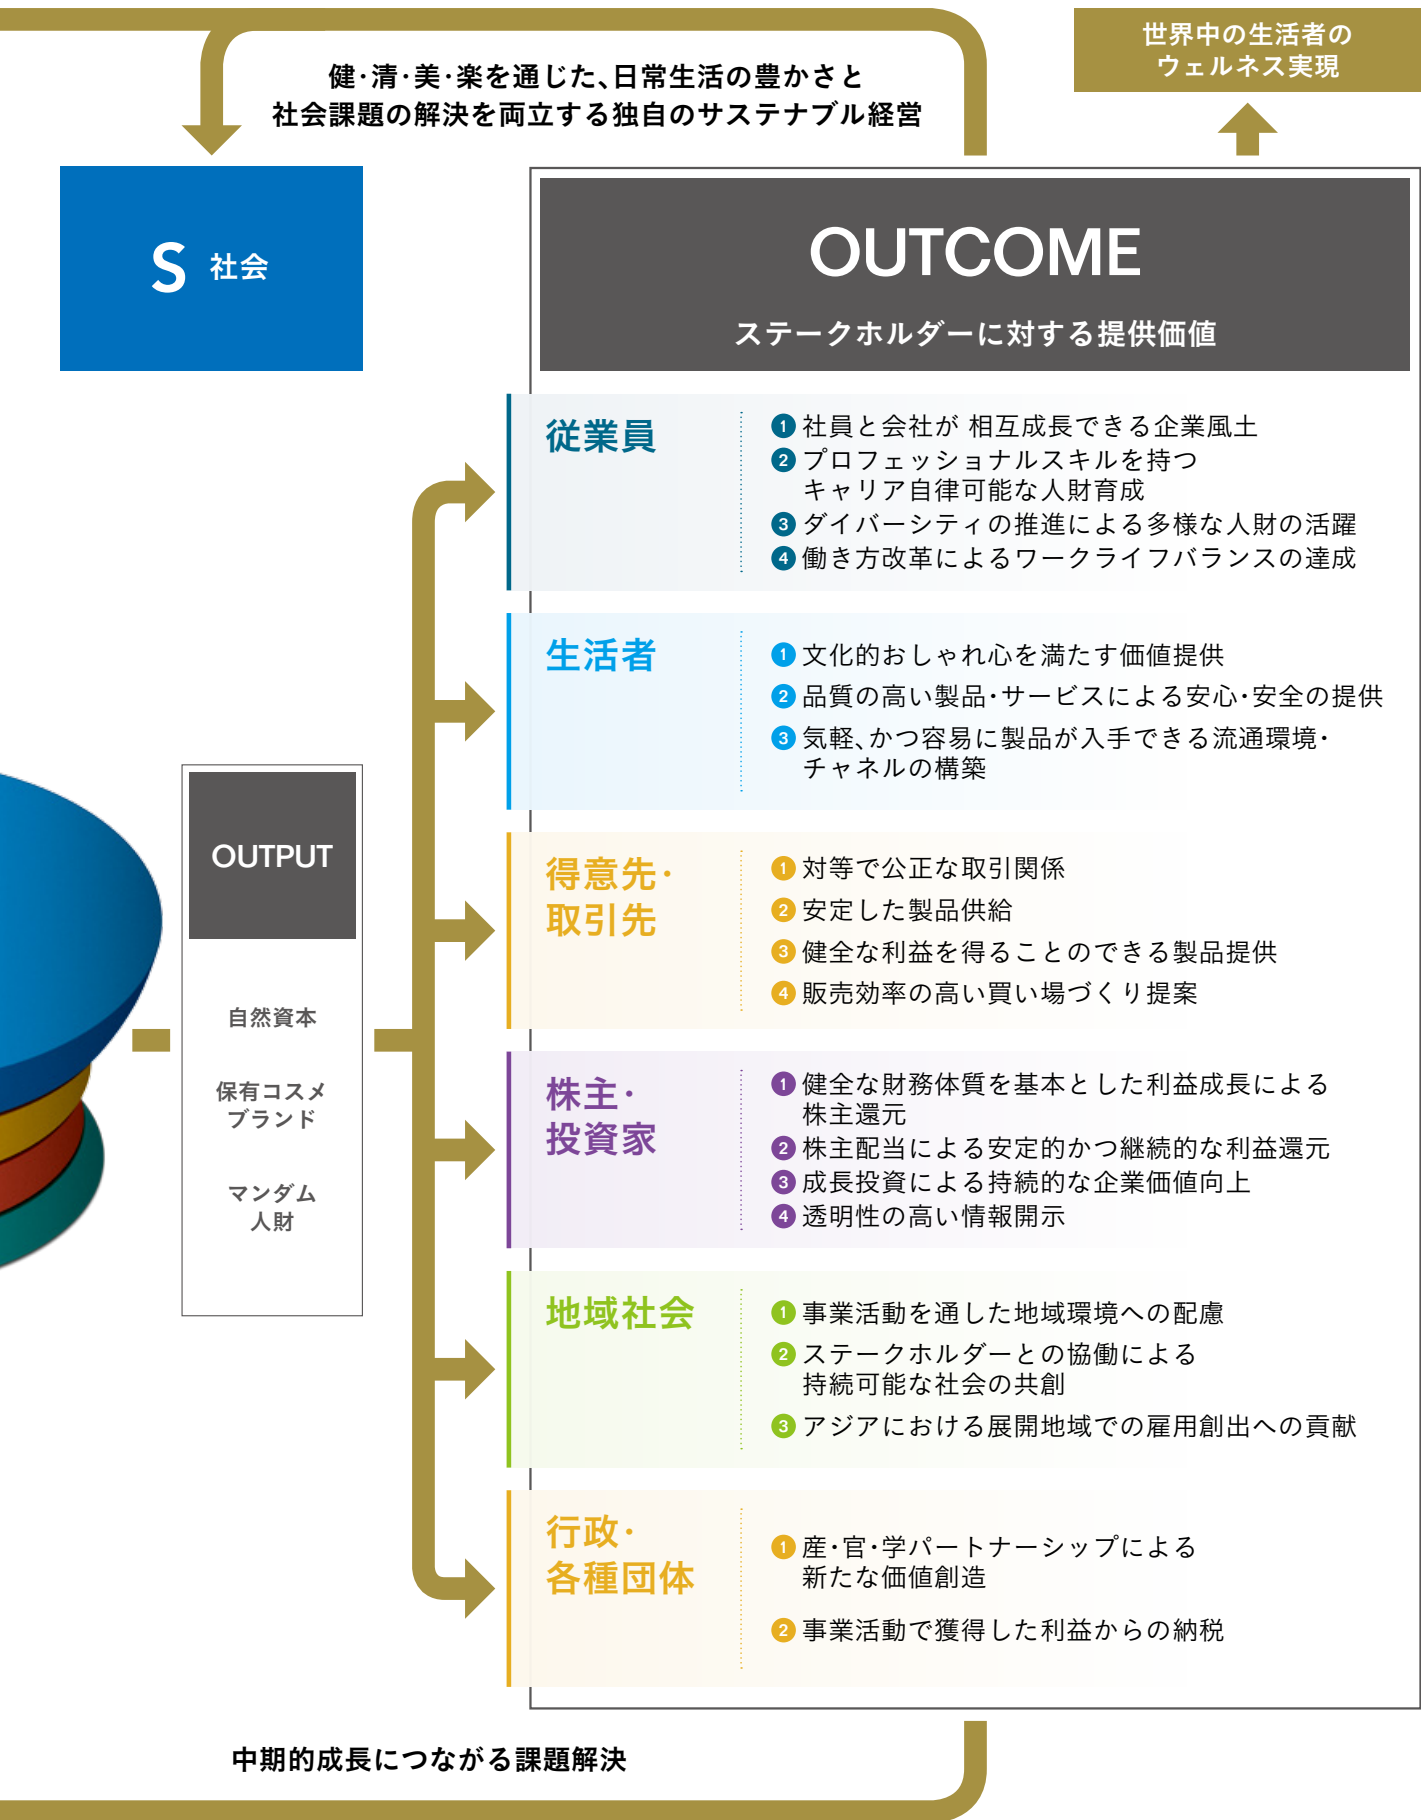 世界中の生活者の
ウェルネス実現
健・清・美・楽を通じた、日常生活の豊かさと
社会課題の解決を両立する独自のサステナブル経営
S 社会
OUTCOME
ステークホルダーに対する提供価値
従業員
1 社員と会社が 相互成長できる企業風土
2 プロフェッショナルスキルを持つ
キャリア自律可能な人財育成
3 ダイバーシティの推進による多様な人財の活躍
4 働き方改革によるワークライフバランスの達成
生活者
1 文化的おしゃれ心を満たす価値提供
2 品質の高い製品・サービスによる安心・安全の提供
3 気軽、かつ容易に製品が入手できる流通環境・
チャネルの構築
OUTPUT
自然資本
保有コスメ
ブランド
マンダム
人財
得意先・
取引先
1 対等で公正な取引関係
2 安定した製品供給
3 健全な利益を得ることのできる製品提供
4 販売効率の高い買い場づくり提案
株主・
投資家
1 健全な財務体質を基本とした利益成長による
株主還元
2 株主配当による安定的かつ継続的な利益還元
3 成長投資による持続的な企業価値向上
4 透明性の高い情報開示
地域社会
1 事業活動を通した地域環境への配慮
2 ステークホルダーとの協働による
持続可能な社会の共創
3 アジアにおける展開地域での雇用創出への貢献
行政・
各種団体
1 産・官・学パートナーシップによる
新たな価値創造
2 事業活動で獲得した利益からの納税
中期的成長につながる課題解決